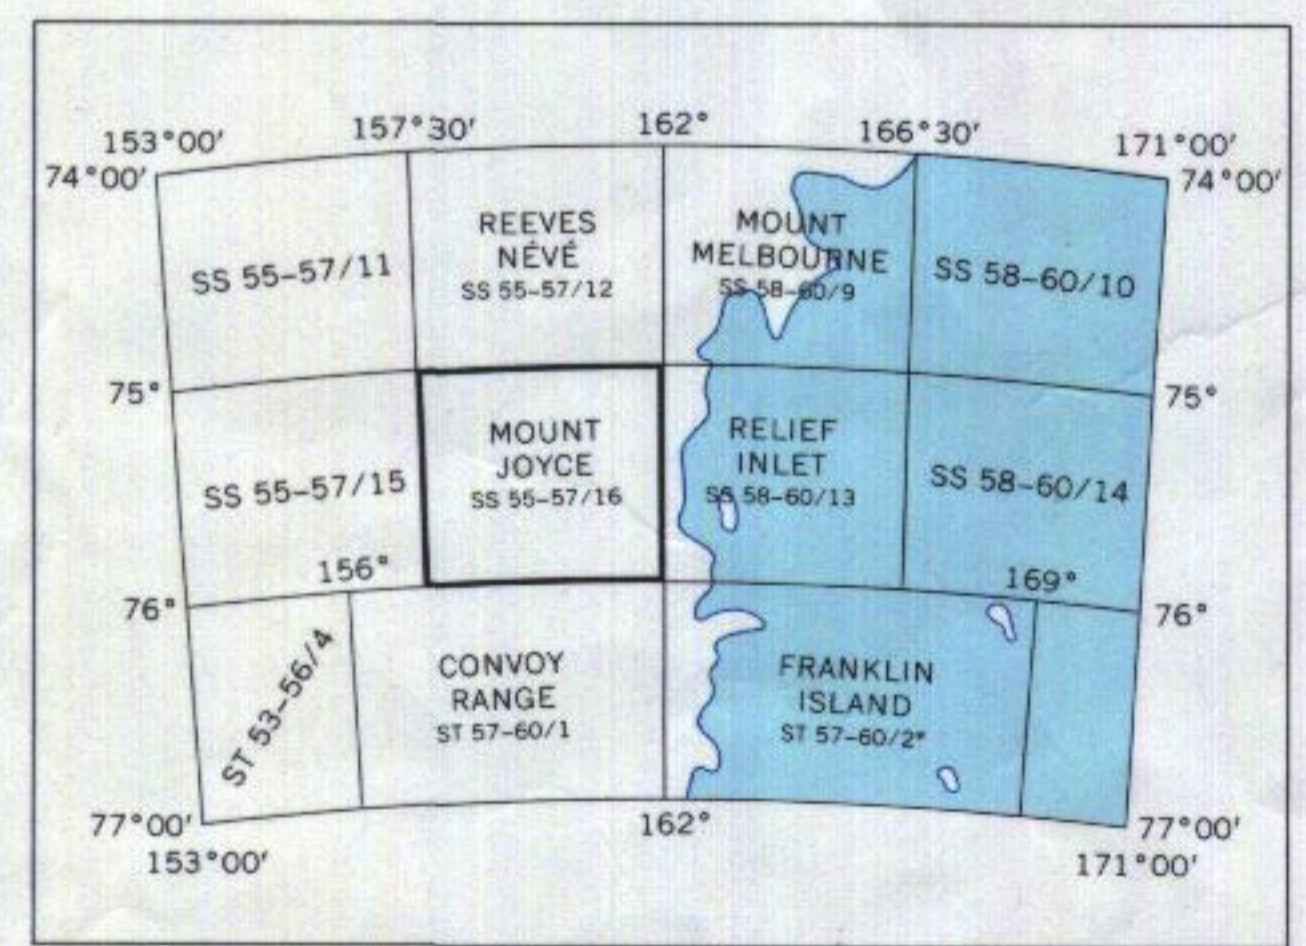 153°00′
157°30′
162°
166°30′
171°00′
74°00′
74°00′
SS 55–57/11
REEVES
NÉVÉ
SS 55–57/12
MOUNT
MELBOURNE
SS 58–60/9
SS 58–60/10
75°
75°
SS 55–57/15
MOUNT
JOYCE
SS 55–57/16
RELIEF
INLET
SS 58–60/13
SS 58–60/14
156°
169°
76°
76°
ST 53–56/4
CONVOY
RANGE
ST 57–60/1
FRANKLIN
ISLAND
ST 57–60/2*
77°00′
153°00′
162°
77°00′
171°00′